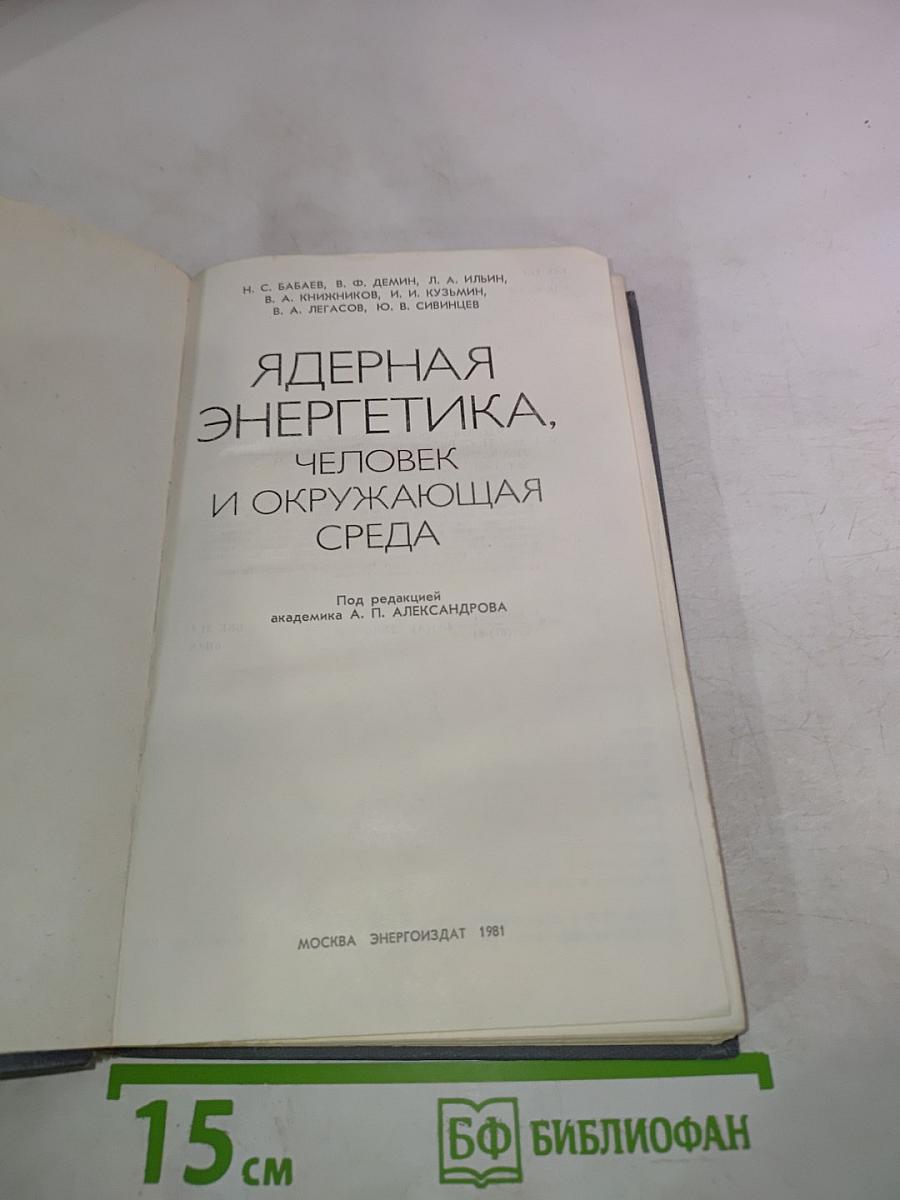 Н. С. БАБАЕВ, В. Ф. ДЕМИН, Л. А. ИЛЬИН,
В. А. КНИЖНИКОВ, И. И. КУЗЬМИН,
В. А. ЛЕГАСОВ, Ю. В. СИВИНЦЕВ
ЯДЕРНАЯ
ЭНЕРГЕТИКА,
ЧЕЛОВЕК
И ОКРУЖАЮЩАЯ
СРЕДА
Под редакцией
академика А. П. АЛЕКСАНДРОВА
МОСКВА ЭНЕРГОИЗДАТ 1981
15 см
БФ БИБЛИОФАН